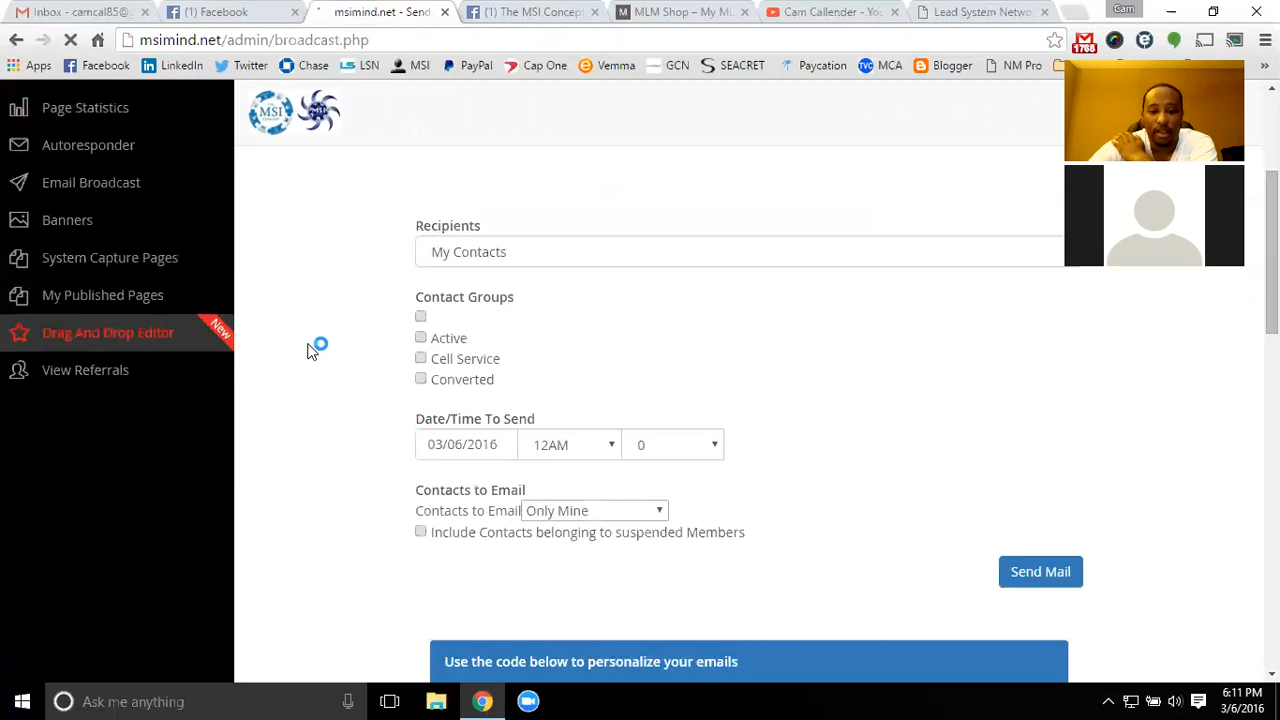 Inbox - camcal85@g
(1) Facebook
msimind.net - Send
(1) The MSI Concept
MLM Shop – My ML
Cam Callender - You
Lead System Netwo
Cam
msimind.net/admin/broadcast.php
1768
Apps
Facebook
LinkedIn
Twitter
Chase
LSN
MSI
PayPal
Cap One
Vemma
GCN
SEACRET
Paycation
TVC
MCA
Blogger
NM Pro
Page Statistics
Autoresponder
Email Broadcast
Banners
System Capture Pages
My Published Pages
Drag And Drop Editor
New
View Referrals
MSI
MSI
Recipients
My Contacts
Contact Groups
Active
Cell Service
Converted
Date/Time To Send
03/06/2016
12AM
0
Contacts to Email
Contacts to Email
Only Mine
Include Contacts belonging to suspended Members
Send Mail
Use the code below to personalize your emails
Ask me anything
6:11 PM
3/6/2016